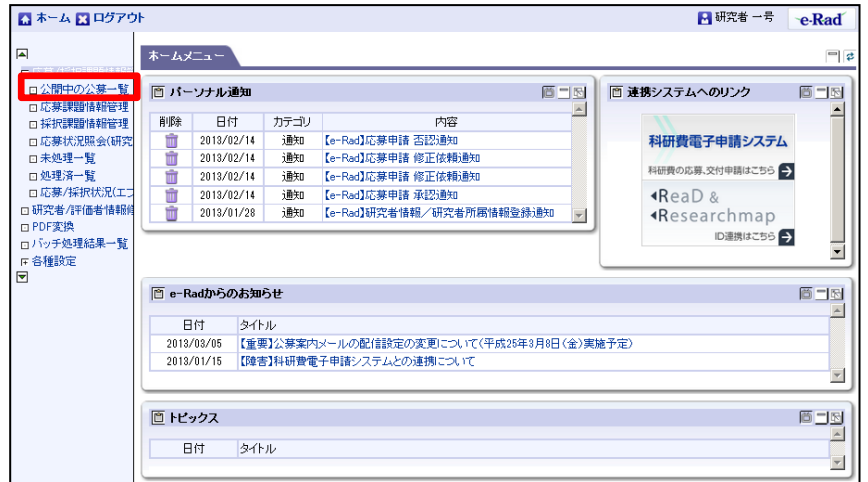 ホーム ログアウト
研究者 一号
e-Rad
公開中の公募一覧
応募課題情報管理
採択課題情報管理
応募状況照会(研究
未処理一覧
処理済一覧
応募/採択状況(エフ
研究者/評価者情報修
PDF変換
バッチ処理結果一覧
各種設定
ホームメニュー
パーソナル通知
削除 日付 カテゴリ 内容
2013/02/14 通知 【e-Rad】応募申請 否認通知
2013/02/14 通知 【e-Rad】応募申請 修正依頼通知
2013/02/14 通知 【e-Rad】応募申請 修正依頼通知
2013/02/14 通知 【e-Rad】応募申請 承認通知
2013/01/28 通知 【e-Rad】研究者情報/研究者所属情報登録通知
連携システムへのリンク
科研費電子申請システム
科研費の応募、交付申請はこちら
ReaD &
Researchmap
ID連携はこちら
e-Radからのお知らせ
日付 タイトル
2013/03/05 【重要】公募案内メールの配信設定の変更について(平成25年3月8日(金)実施予定)
2013/01/15 【障害】科研費電子申請システムとの連携について
トピックス
日付 タイトル